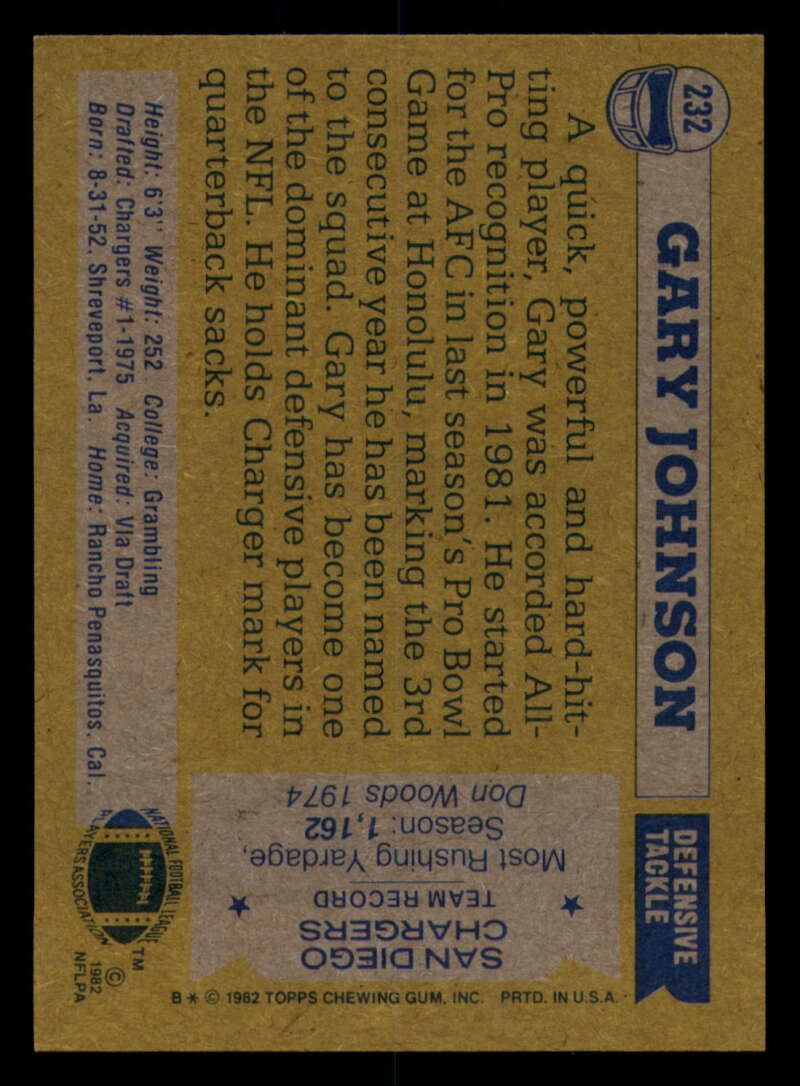 232
GARY JOHNSON
DEFENSIVE
TACKLE
A quick, powerful and hard-hit-
ting player, Gary was accorded All-
Pro recognition in 1981. He started
for the AFC in last season's Pro Bowl
Game at Honolulu, marking the 3rd
consecutive year he has been named
to the squad. Gary has become one
of the dominant defensive players in
the NFL. He holds Charger mark for
quarterback sacks.
Height: 6'3" Weight: 252 College: Grambling
Drafted: Chargers #1-1975 Acquired: Via Draft
Born: 8-31-52, Shreveport, La. Home: Rancho Penasquitos, Cal.
SAN DIEGO
CHARGERS
TEAM RECORD
Most Rushing Yardage,
Season: 1,162
Don Woods 1974
NATIONAL FOOTBALL LEAGUE
PLAYERS ASSOCIATION
TM
© 1982
NFLPA
B * © 1982 TOPPS CHEWING GUM, INC. PRTD. IN U.S.A.